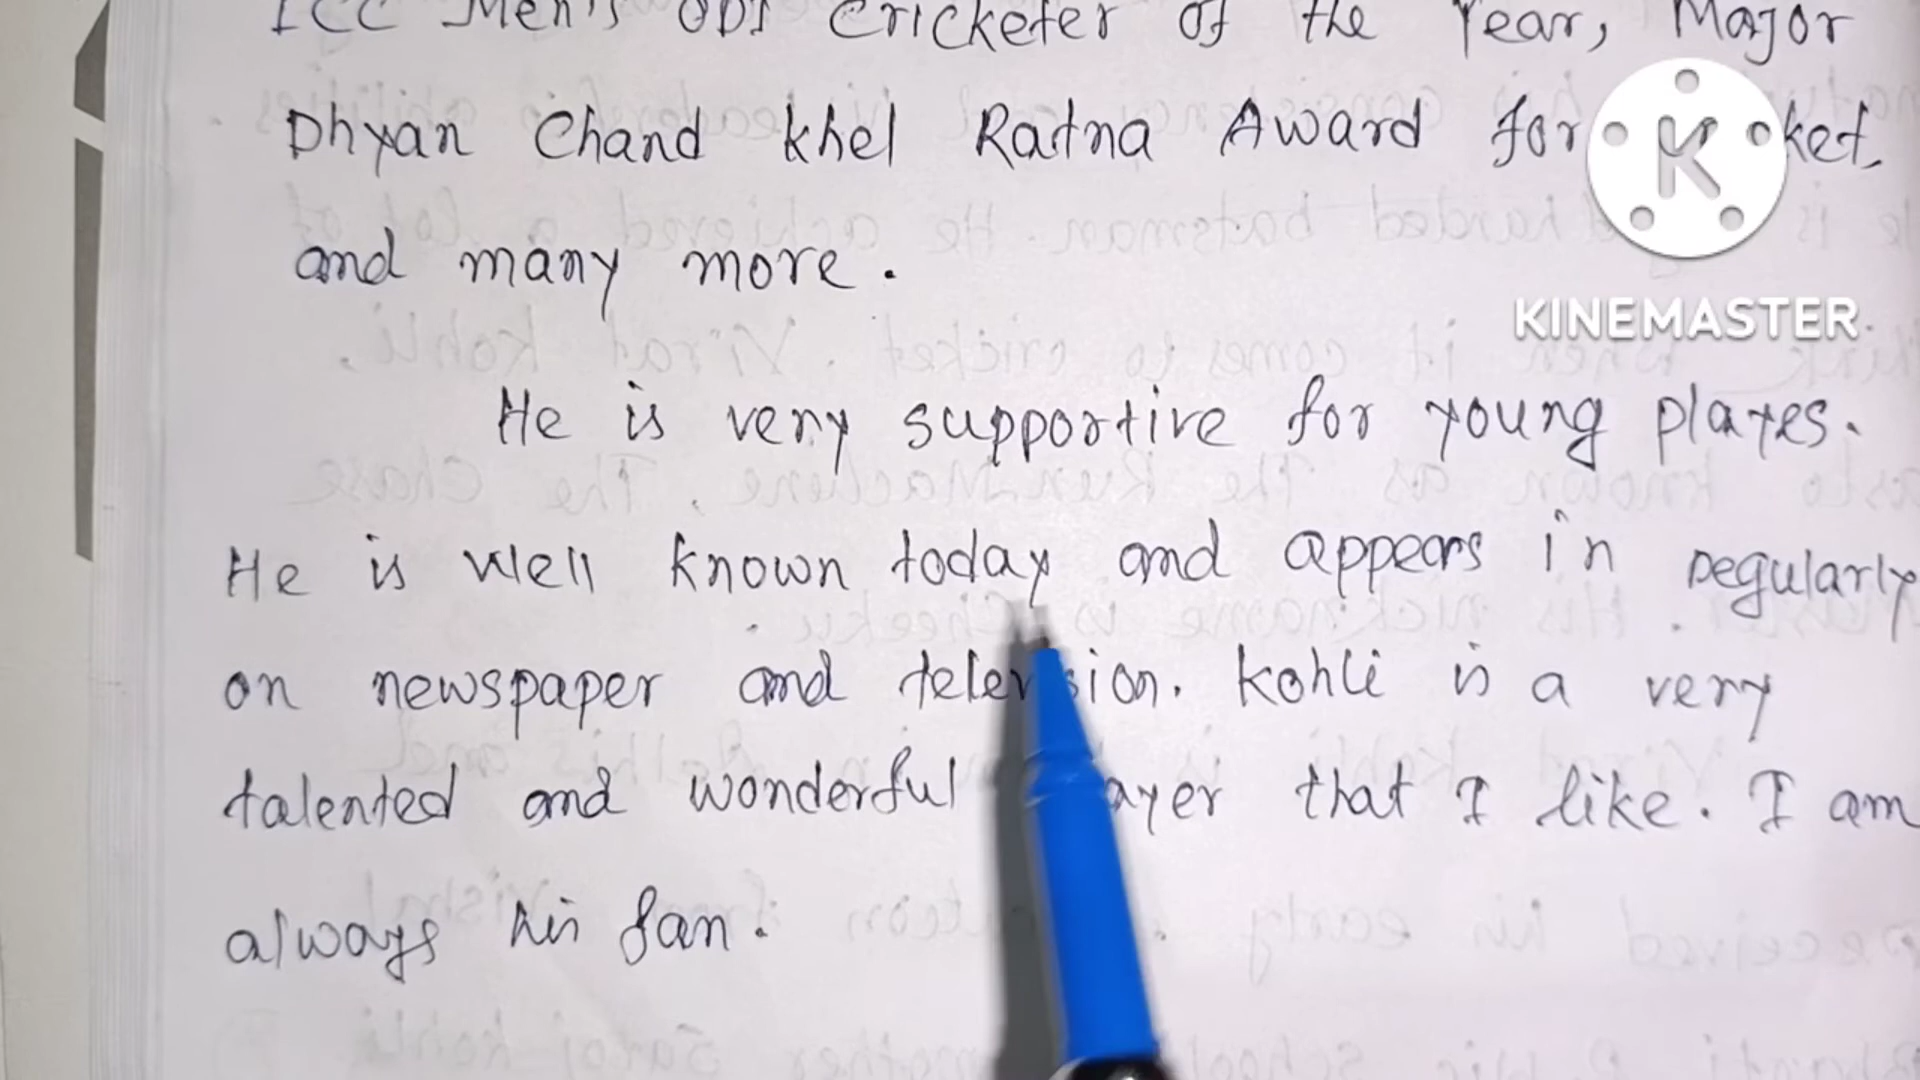 ICC Men's ODI Cricketer of the Year, Major
Dhyan Chand Khel Ratna Award for
and many more.
KINEMASTER
He is very supportive for young playes.
He is well known today and appears in regularly
on newspaper and television. Kohli is a very
talented and wonderful that I like. I am
always his fan.